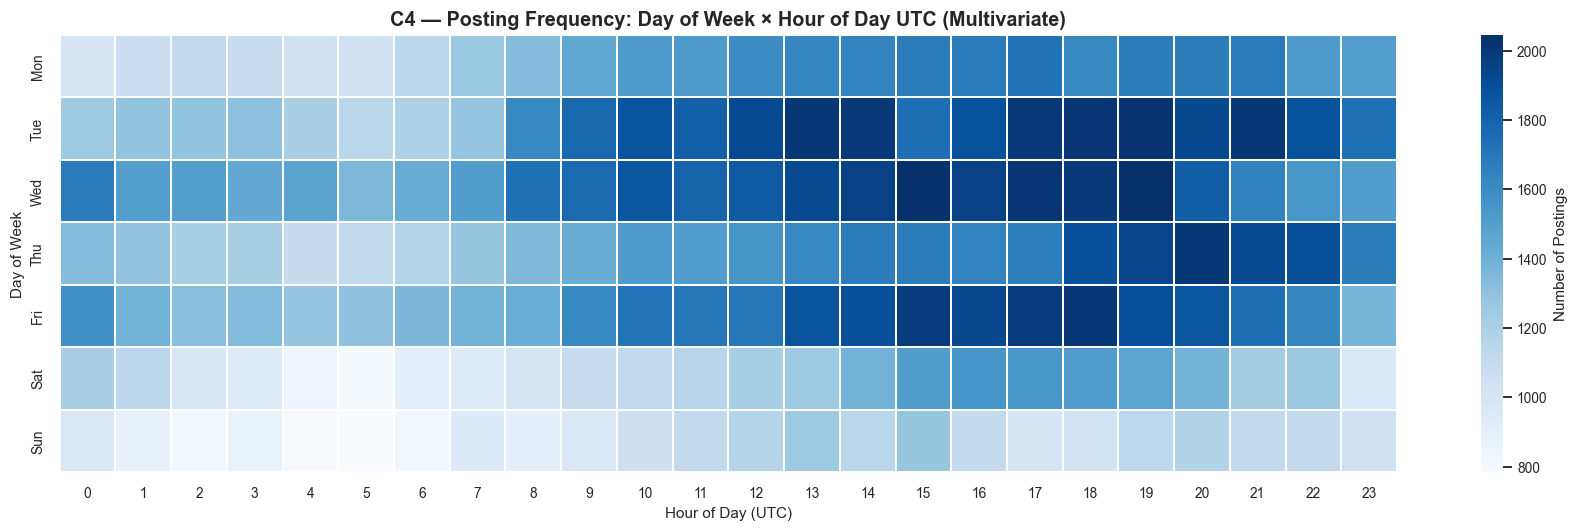 C4 — Posting Frequency: Day of Week × Hour of Day UTC (Multivariate)
Day of Week
Mon
Tue
Wed
Thu
Fri
Sat
Sun
0 1 2 3 4 5 6 7 8 9 10 11 12 13 14 15 16 17 18 19 20 21 22 23
Hour of Day (UTC)
2000
1800
1600
1400
1200
1000
800
Number of Postings